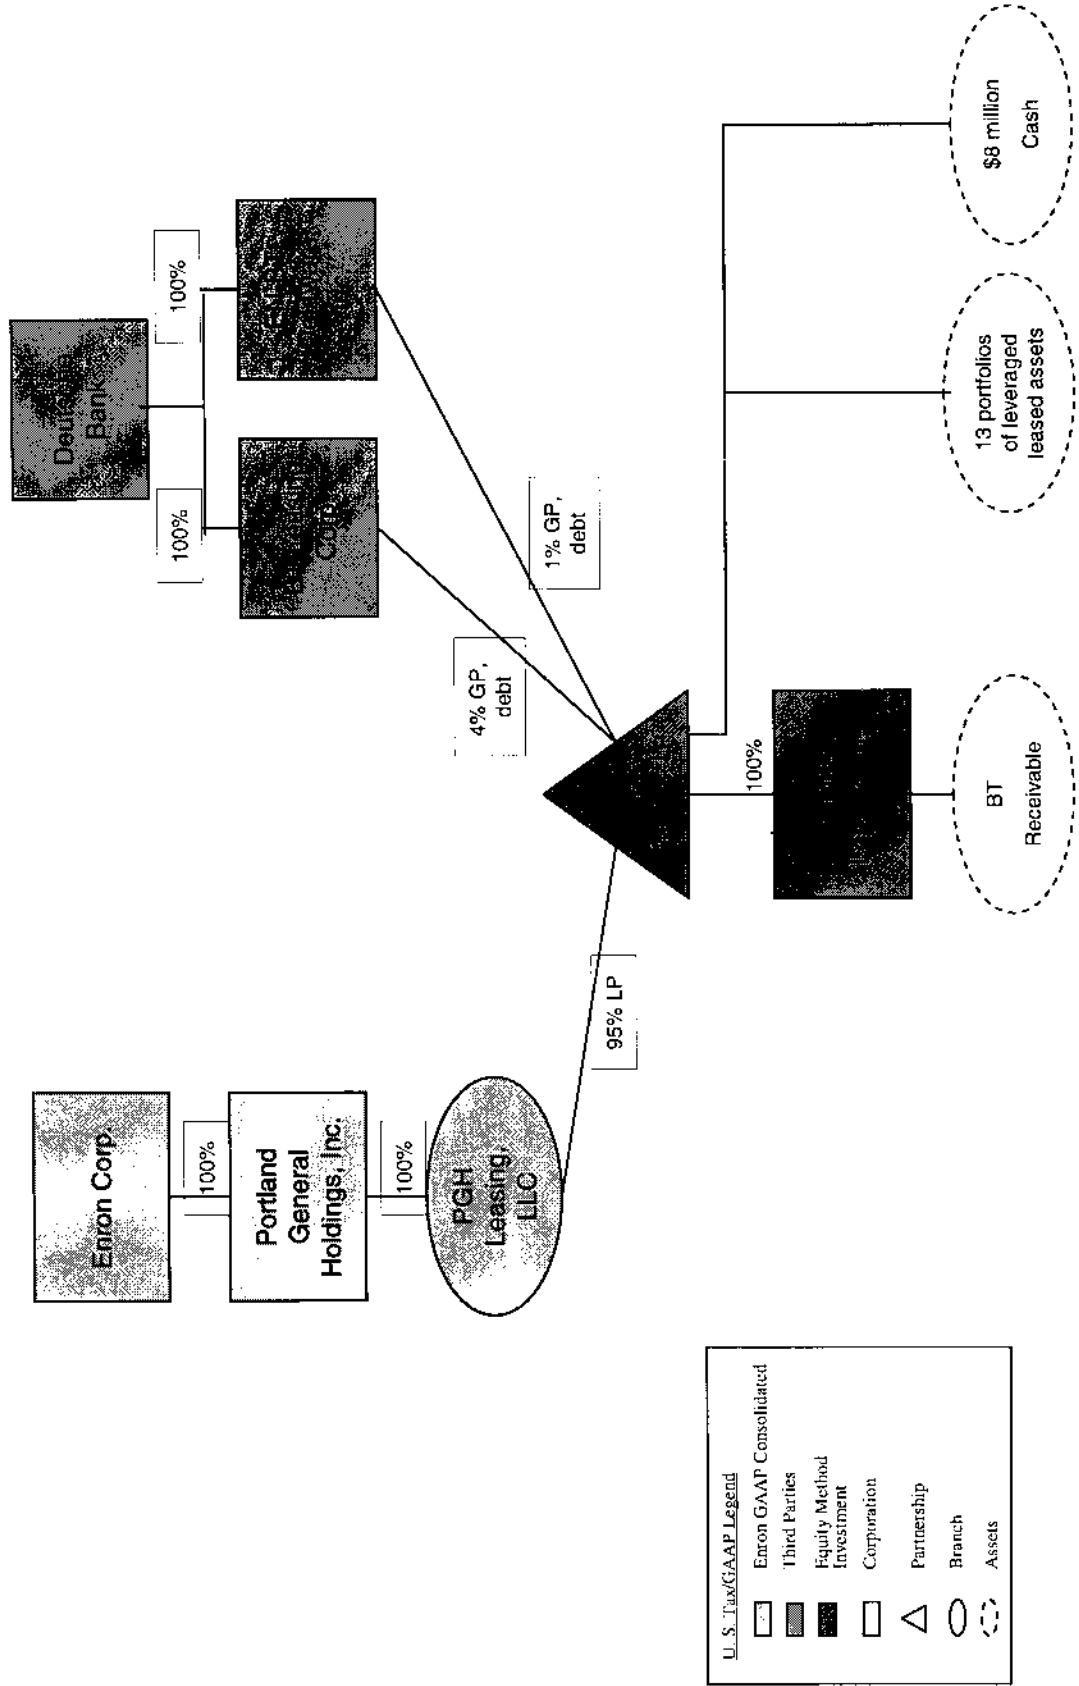 Enron Corp.
100%
Portland
General
Holdings, Inc.
100%
PGH
Leasing,
LLC
95% LP
Bank
100%
100%
Corp.
4% GP,
debt
1% GP,
debt
100%
BT
Receivable
13 portfolios
of leveraged
leased assets
$8 million
Cash
U. S. Tax/GAAP Legend
Enron GAAP Consolidated
Third Parties
Equity Method
Investment
Corporation
Partnership
Branch
Assets